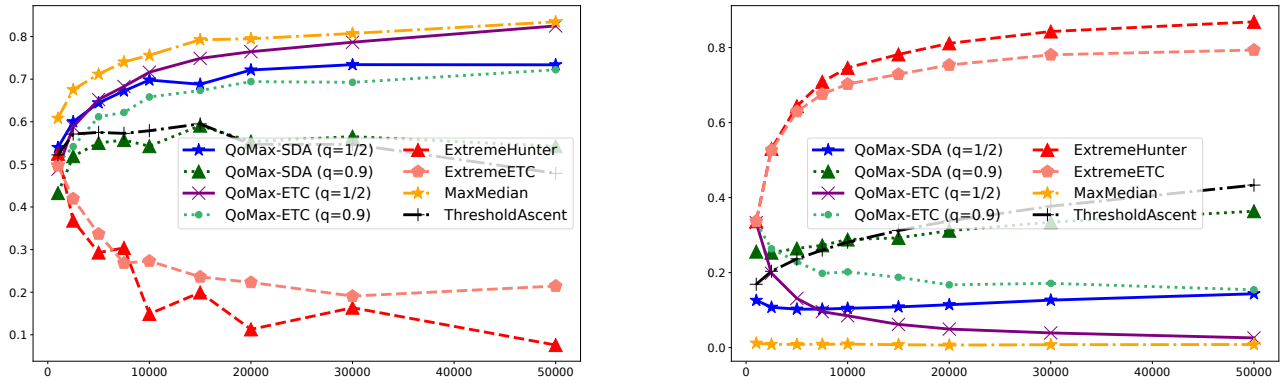 0.8
0.7
0.6
0.5
0.4
0.3
0.2
0.1
0 10000 20000 30000 40000 50000
QoMax-SDA (q=1/2)
QoMax-SDA (q=0.9)
QoMax-ETC (q=1/2)
QoMax-ETC (q=0.9)
ExtremeHunter
ExtremeETC
MaxMedian
ThresholdAscent
0.8
0.6
0.4
0.2
0.0
0 10000 20000 30000 40000 50000
QoMax-SDA (q=1/2)
QoMax-SDA (q=0.9)
QoMax-ETC (q=1/2)
QoMax-ETC (q=0.9)
ExtremeHunter
ExtremeETC
MaxMedian
ThresholdAscent